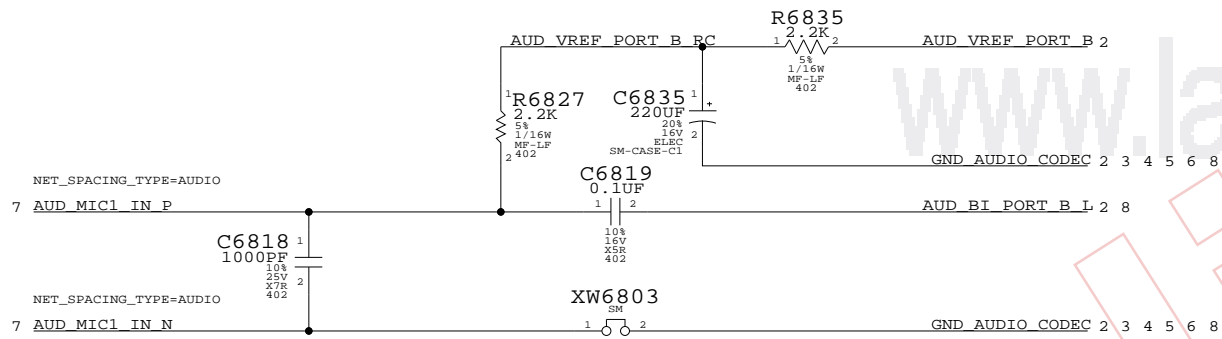 R6835
2.2K
1 2
5%
1/16W
MF-LF
402
AUD_VREF_PORT_B_RC
AUD_VREF_PORT_B 2
1
R6827
2.2K
5%
1/16W
MF-LF
402
2
C6835
220UF
20%
16V
ELEC
SM-CASE-C1
1
+
2
GND_AUDIO_CODEC 2 3 4 5 6 8
www.la
NET_SPACING_TYPE=AUDIO
7 AUD_MIC1_IN_P
C6819
0.1UF
1 2
10%
16V
X5R
402
AUD_BI_PORT_B_L 2 8
C6818
1000PF
10%
25V
X7R
402
1
2
NET_SPACING_TYPE=AUDIO
7 AUD_MIC1_IN_N
XW6803
SM
1 2
GND_AUDIO_CODEC 2 3 4 5 6 8